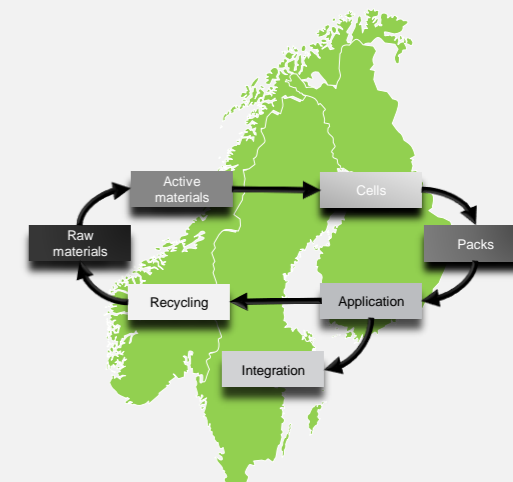 Active
materials
Cells
Raw
materials
Packs
Recycling
Application
Integration